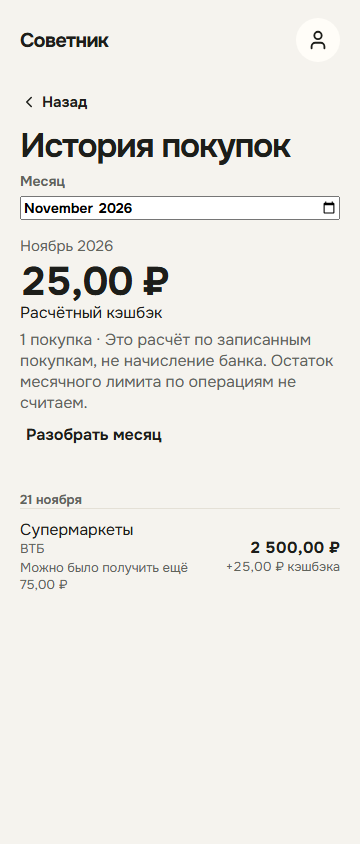 Советник
Назад
История покупок
Месяц
November 2026
Ноябрь 2026
25,00 ₽
Расчётный кэшбэк
1 покупка · Это расчёт по записанным
покупкам, не начисление банка. Остаток
месячного лимита по операциям не
считаем.
Разобрать месяц
21 ноября
Супермаркеты
ВТБ
2 500,00 ₽
Можно было получить ещё
75,00 ₽
+25,00 ₽ кэшбэка